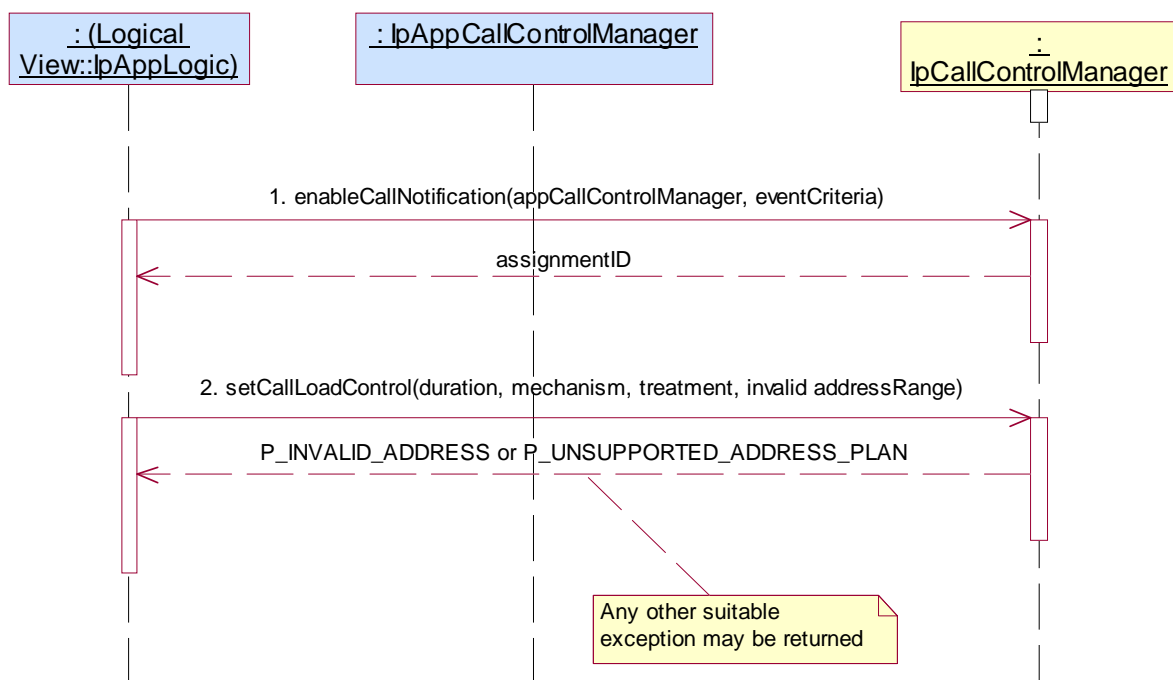 : (Logical
View::IpAppLogic)
: IpAppCallControlManager
:
IpCallControlManager
1. enableCallNotification(appCallControlManager, eventCriteria)
assignmentID
2. setCallLoadControl(duration, mechanism, treatment, invalid addressRange)
P_INVALID_ADDRESS or P_UNSUPPORTED_ADDRESS_PLAN
Any other suitable
exception may be returned